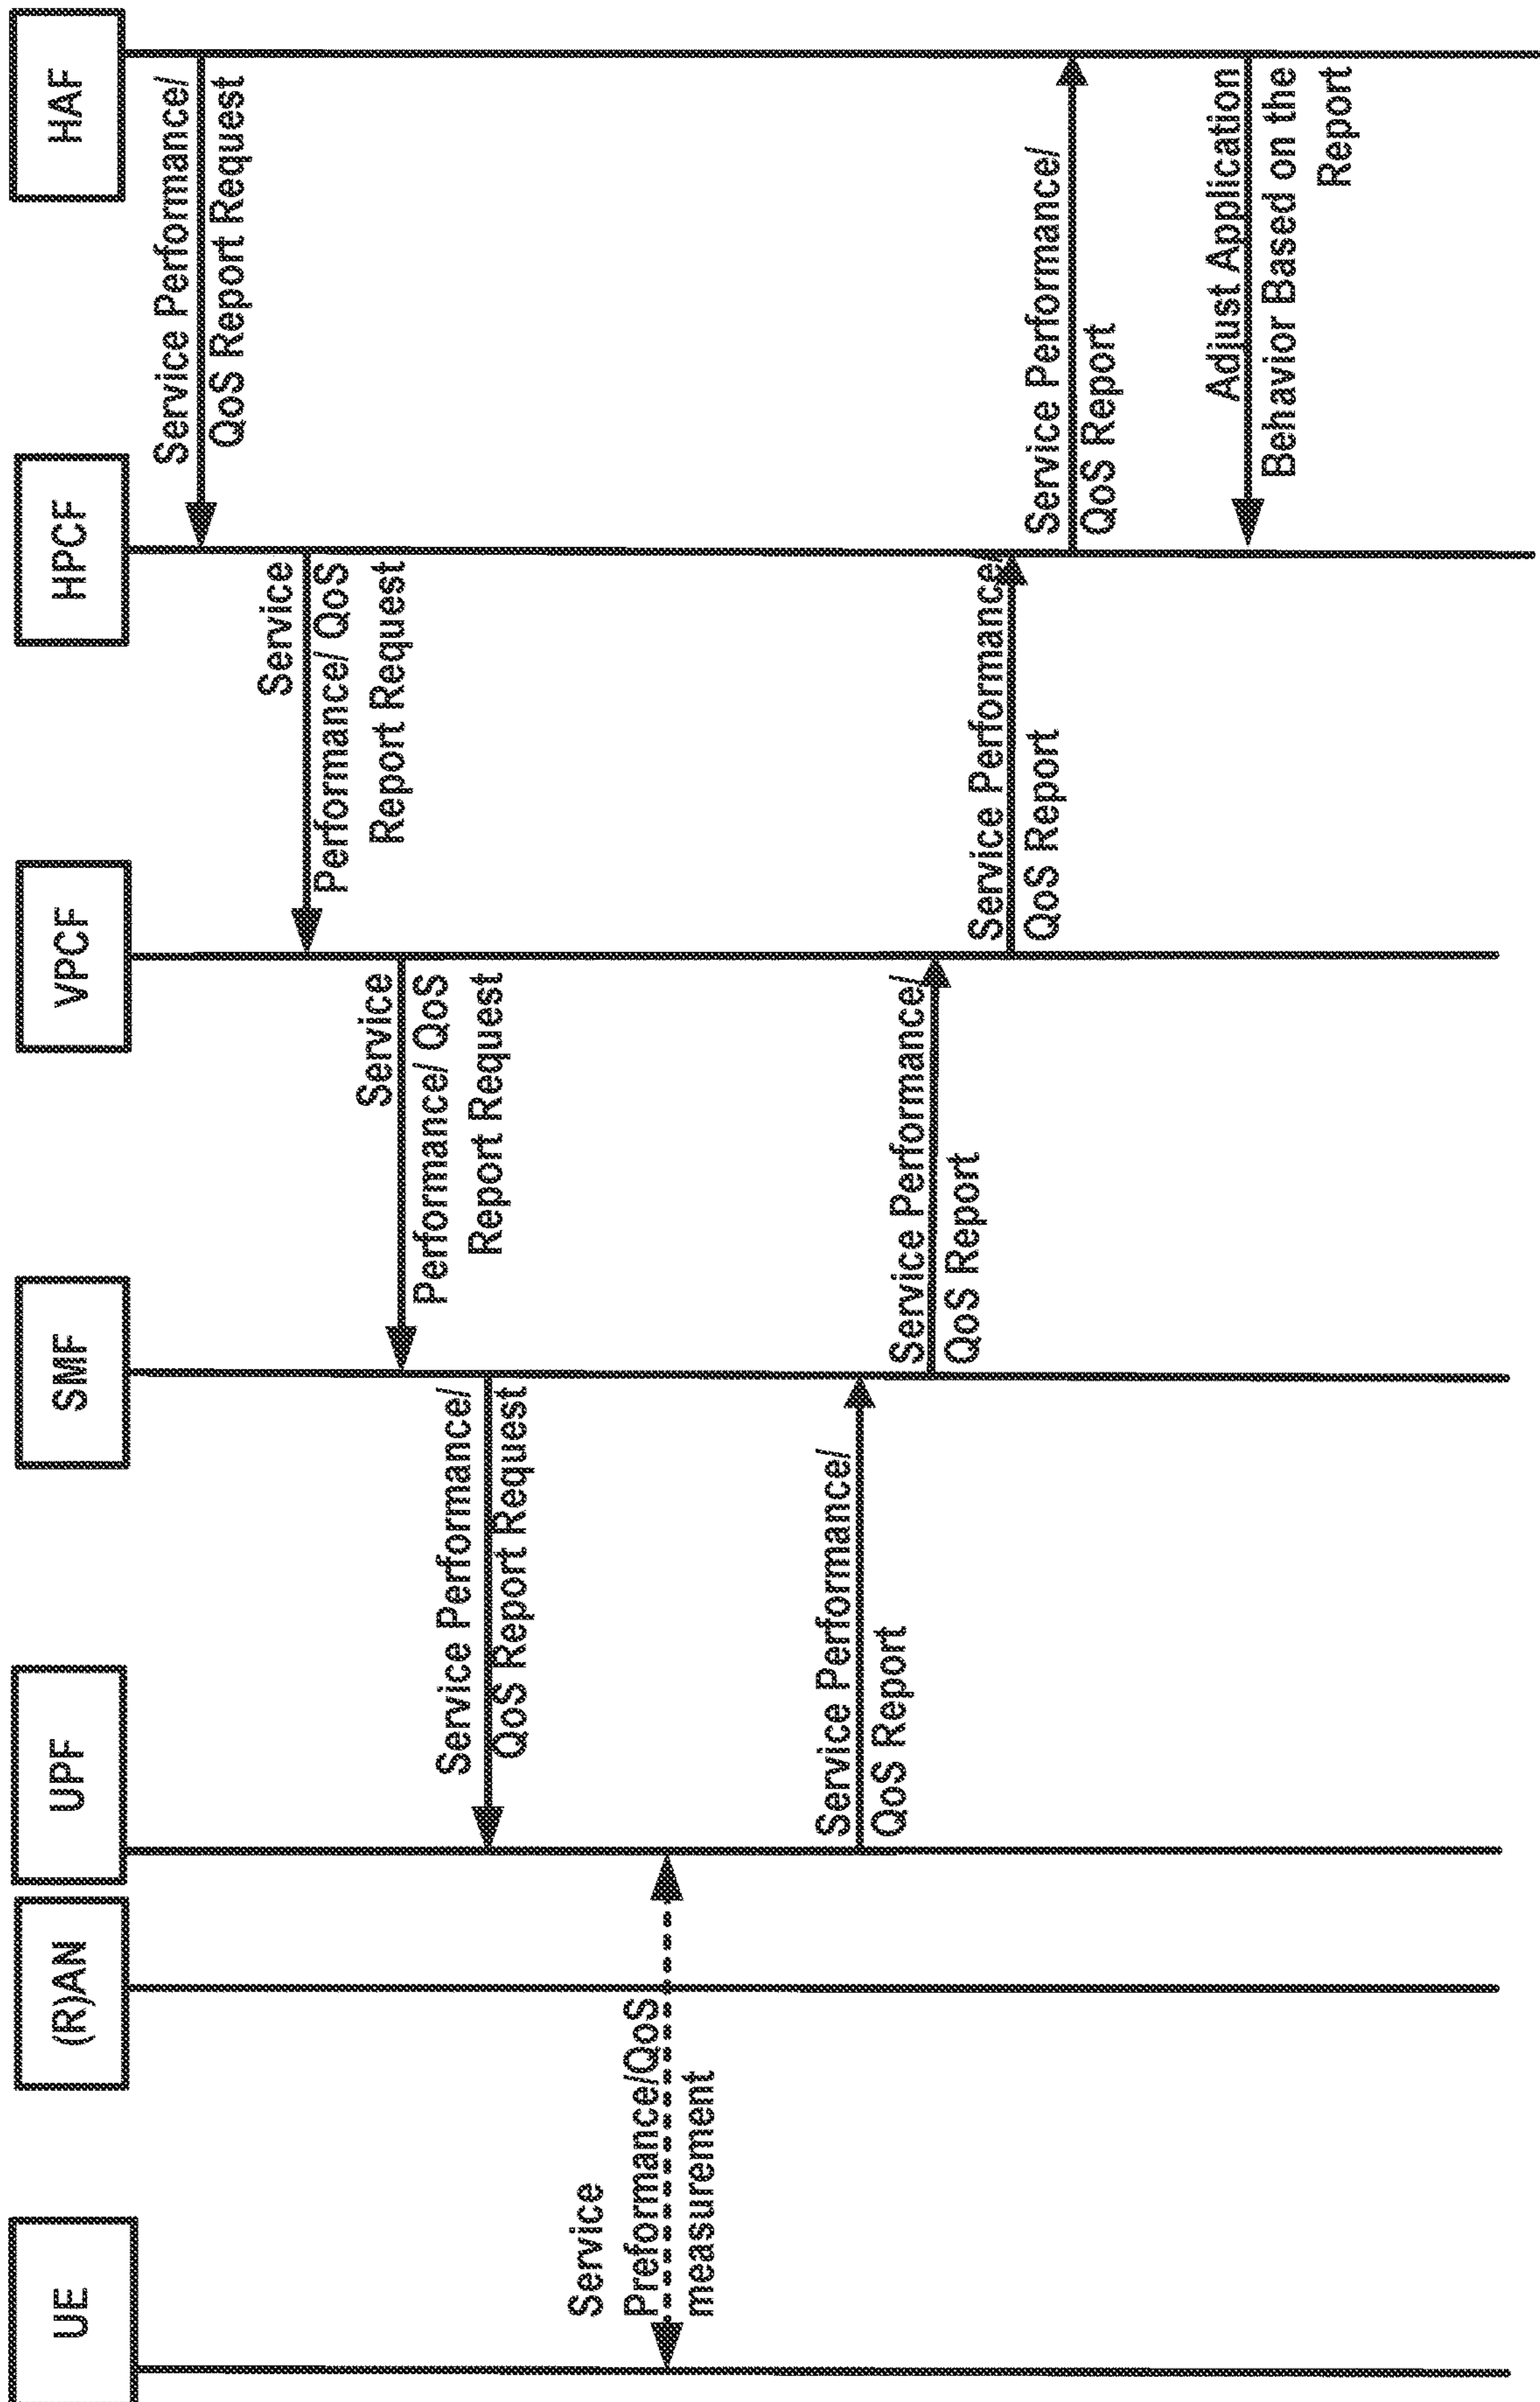 UE
(R)AN
UPF
SMF
VPCF
HPCF
HAF
Service Performance/
QoS Report Request
Service
Performance/ QoS
Report Request
Service
Performance/ QoS
Report Request
Service Performance/
QoS Report Request
Service
Preformance/QoS
measurement
Service Performance/
QoS Report
Service Performance/
QoS Report
Service Performance/
QoS Report
Service Performance/
QoS Report
Adjust Application
Behavior Based on the
Report